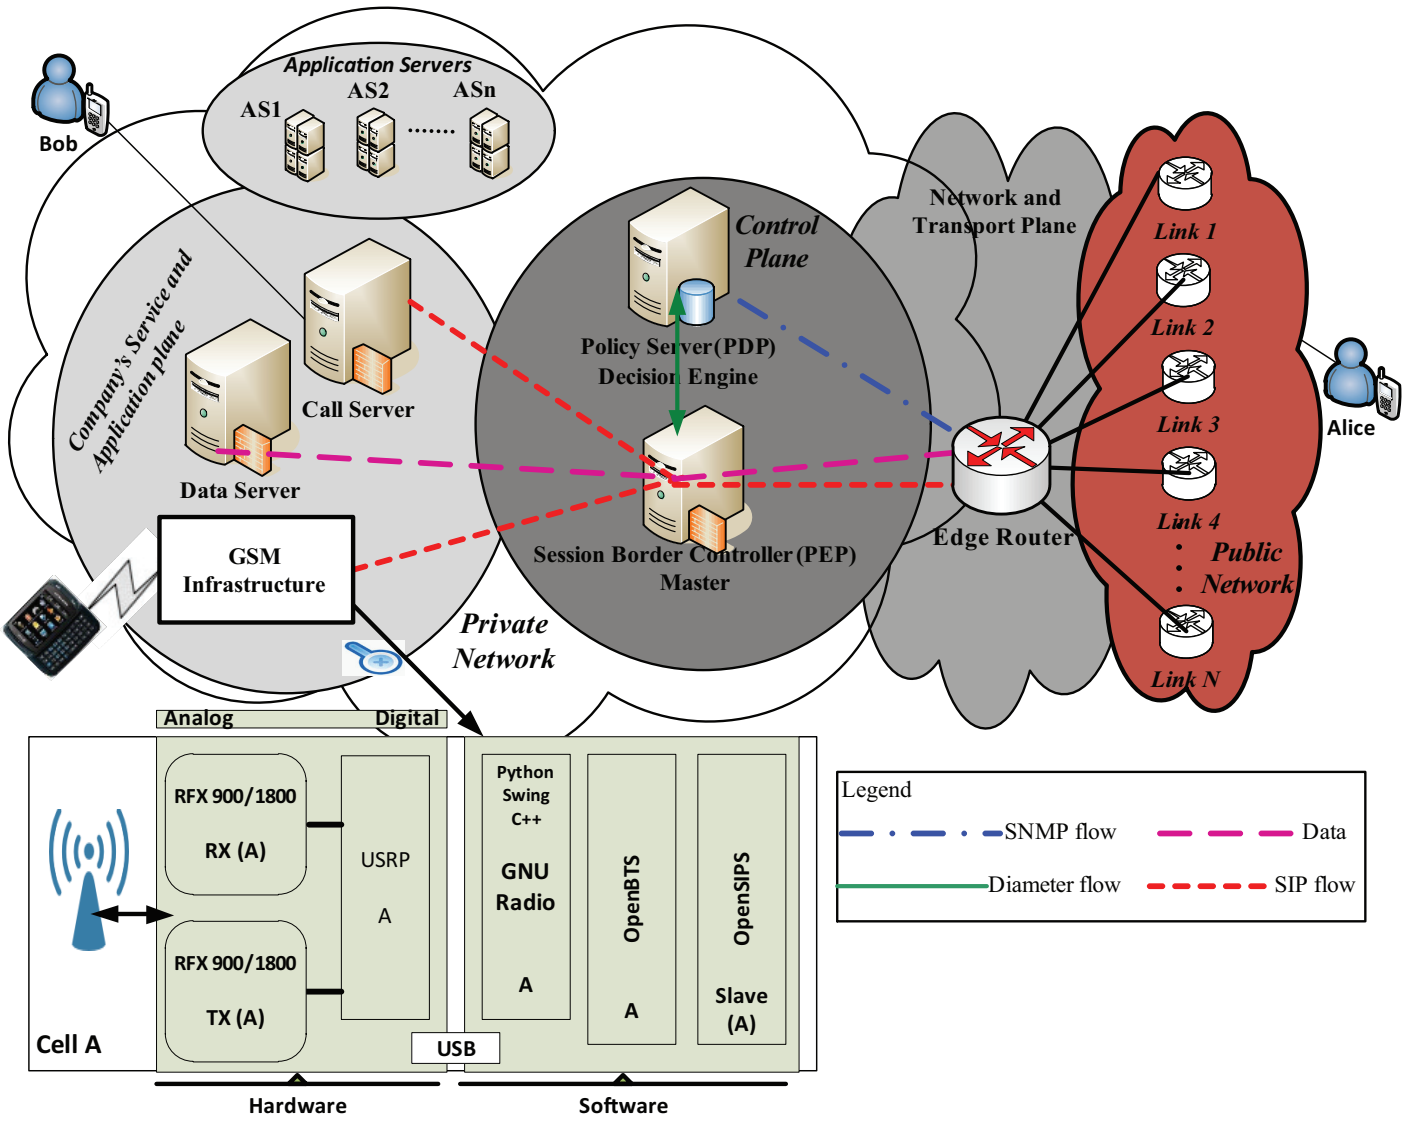 Application Servers
AS1
AS2
ASn
Bob
Company's Service and
Application plane
Call Server
Data Server
GSM
Infrastructure
Private
Network
Control
Plane
Policy Server(PDP)
Decision Engine
Session Border Controller(PEP)
Master
Network and
Transport Plane
Edge Router
Link 1
Link 2
Link 3
Link 4
Public
Network
Link N
Alice
Analog
Digital
RFX 900/1800
RX (A)
RFX 900/1800
TX (A)
USRP
A
Python
Swing
C++
GNU
Radio
A
OpenBTS
A
OpenSIPS
Slave
(A)
Cell A
USB
Hardware
Software
Legend
SNMP flow
Data
Diameter flow
SIP flow